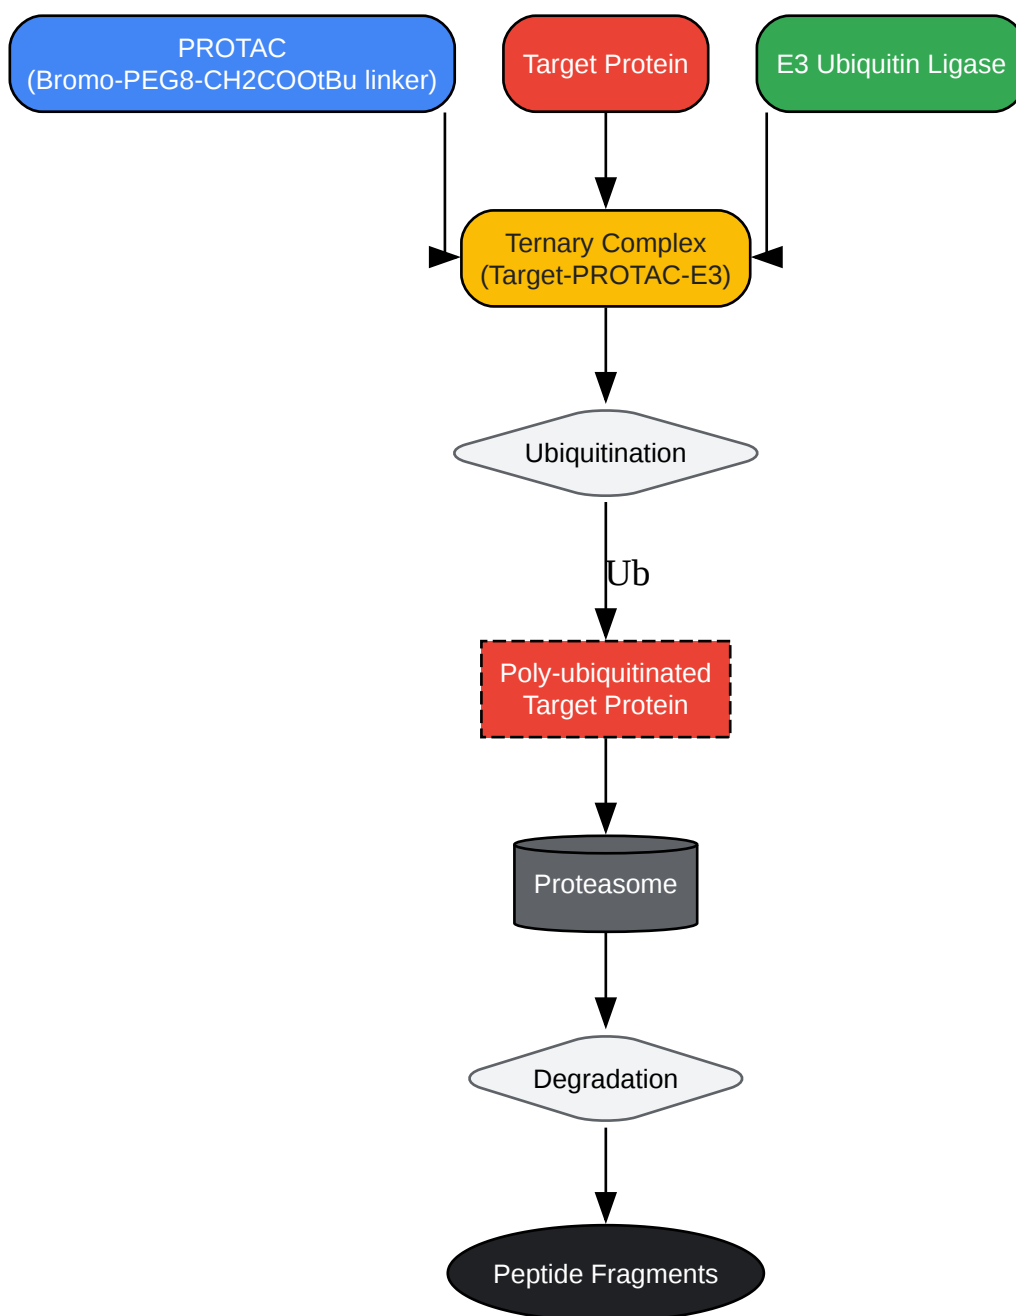 PROTAC
(Bromo-PEG8-CH2COOtBu linker)
Target Protein
E3 Ubiquitin Ligase
Ternary Complex
(Target-PROTAC-E3)
Ubiquitination
Ub
Poly-ubiquitinated
Target Protein
Proteasome
Degradation
Peptide Fragments